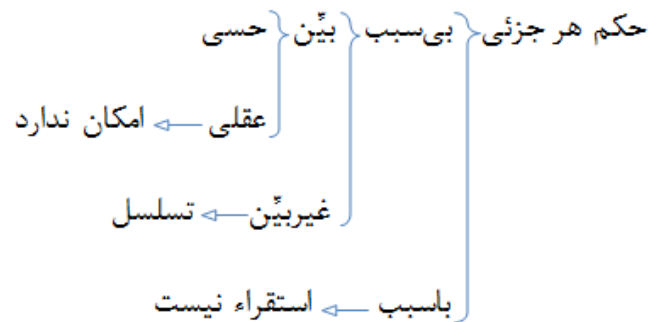 حکم هر جزئی بی‌سبب بیِّن حسی
عقلی امکان ندارد
غیربیِّن تسلسل
باسبب استقراء نیست